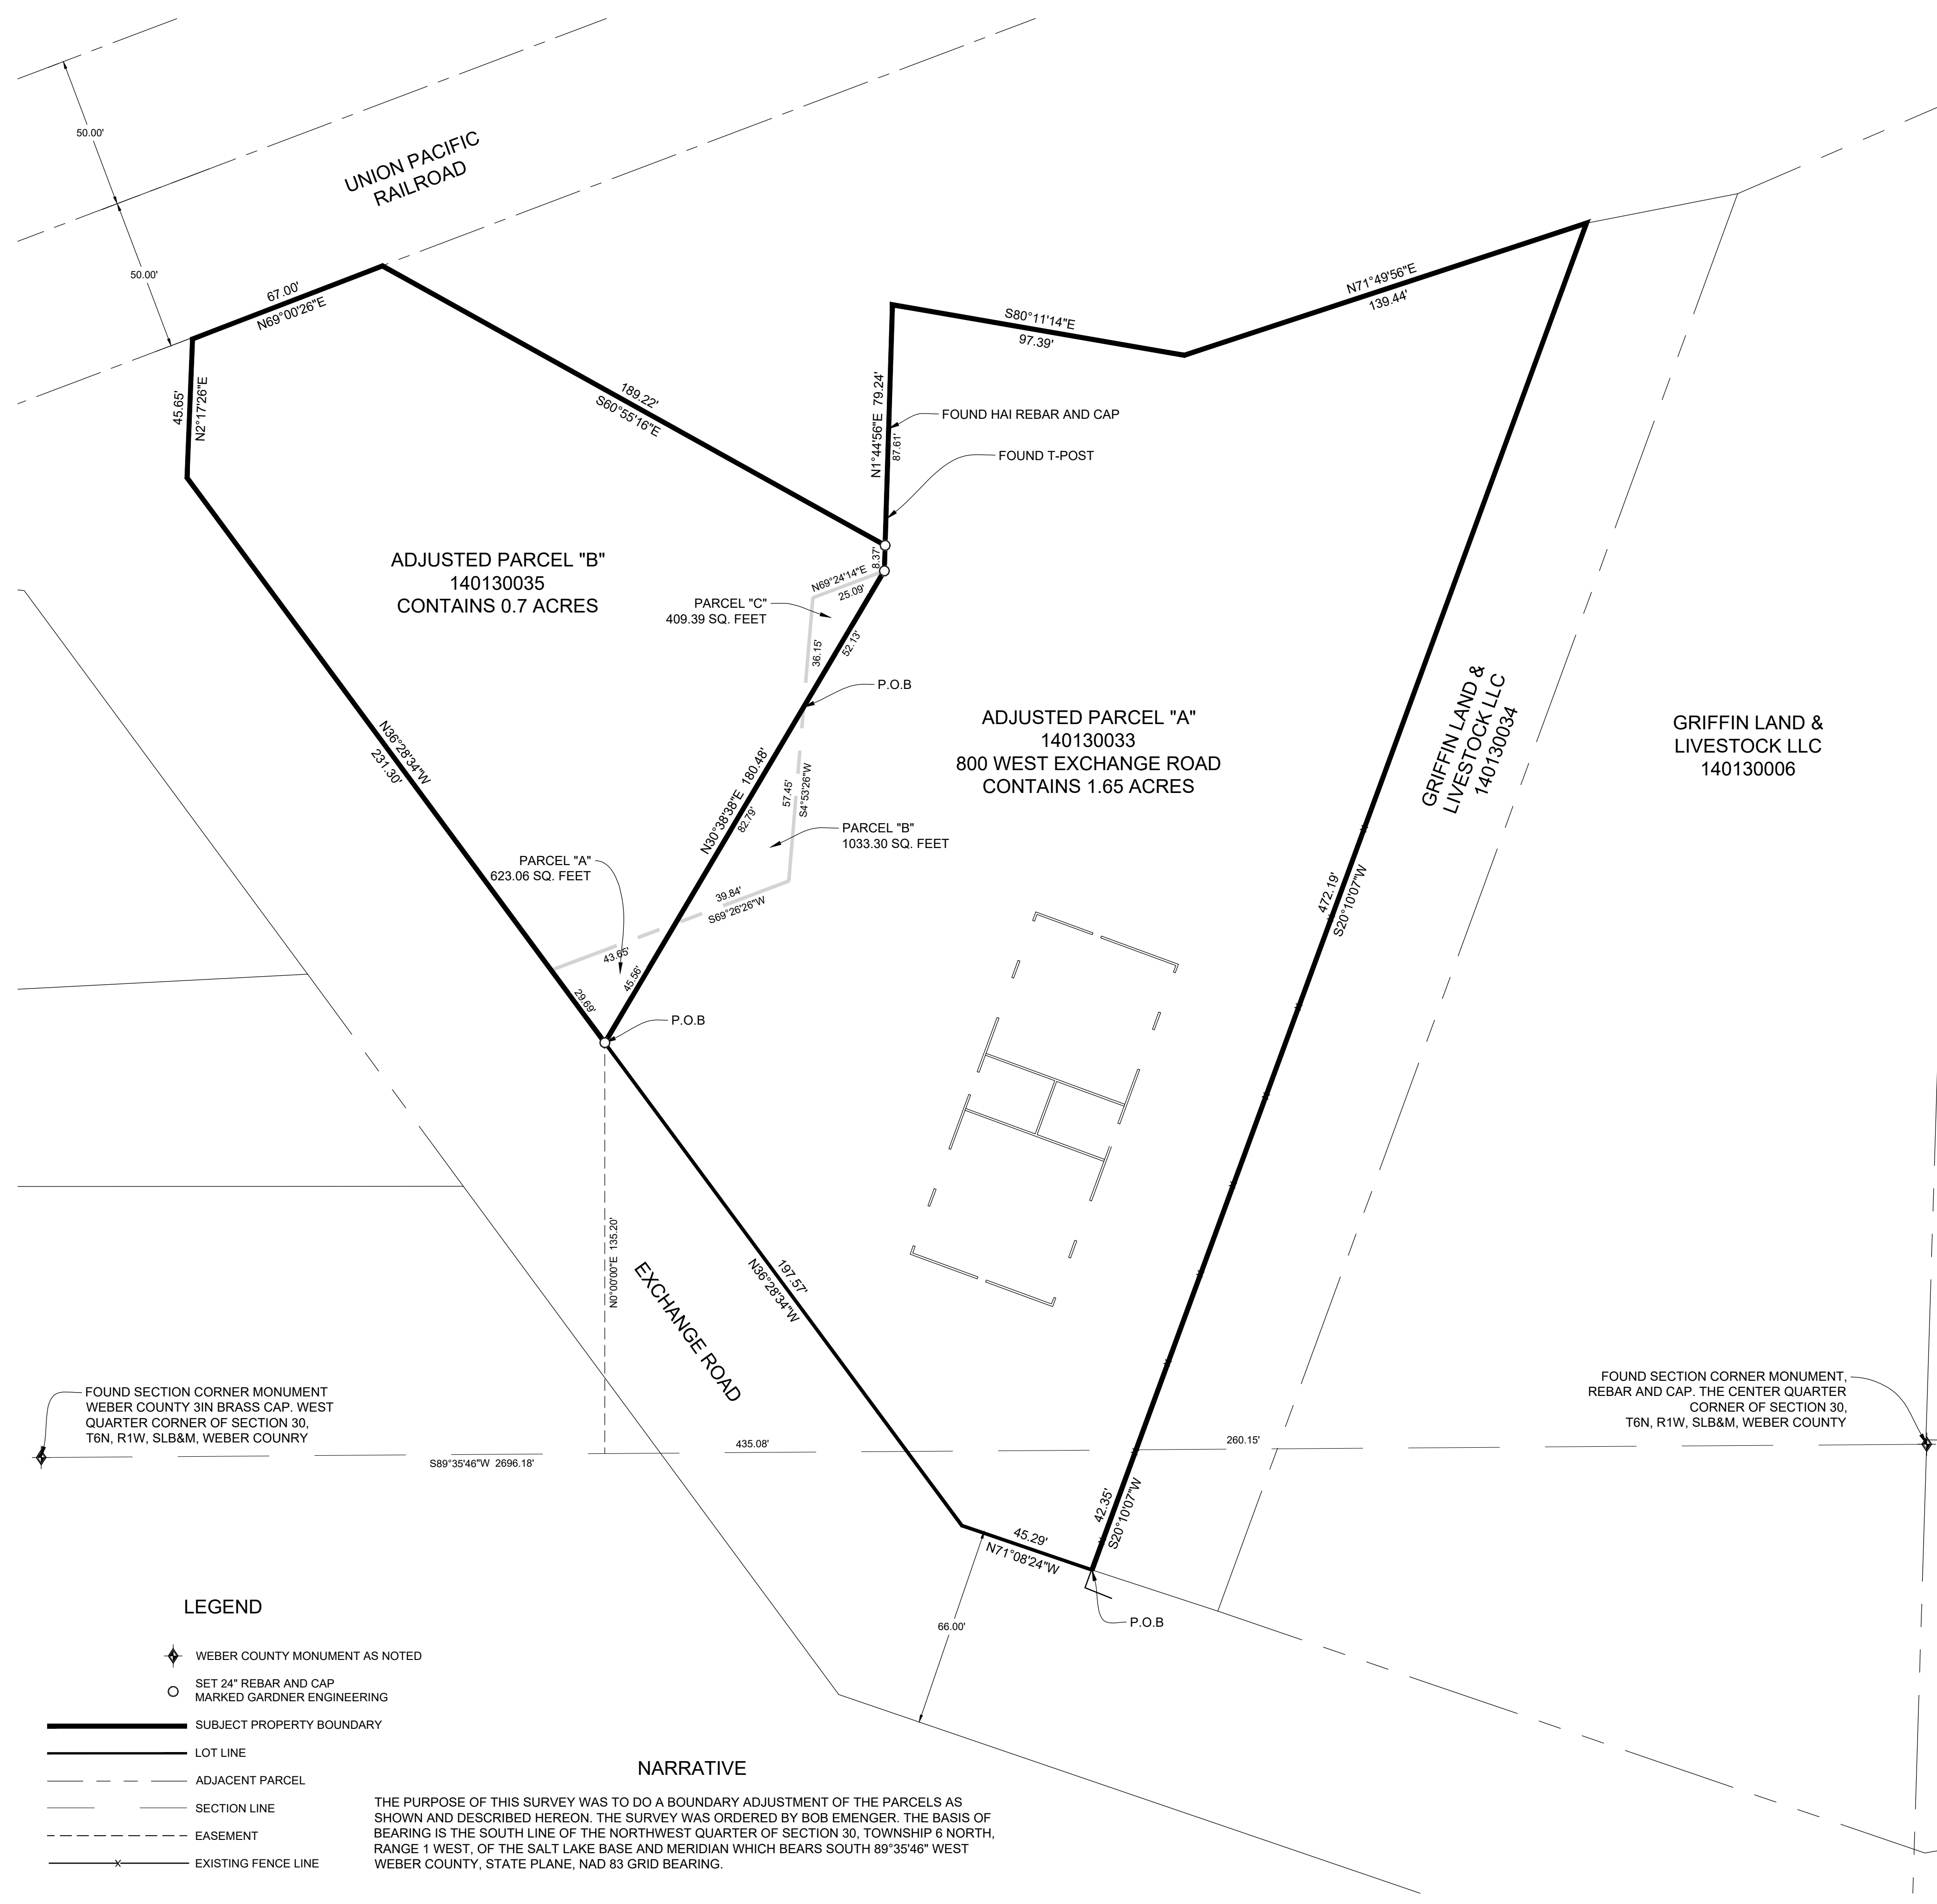 50.00'
UNION PACIFIC
RAILROAD
50.00'
67.00'
N69°00'26"E
45.65'
N2°17'26"E
189.22'
S60°55'16"E
S80°11'14"E
97.39'
N71°49'56"E
139.44'
N1°44'56"E 79.24'
87.61'
FOUND HAI REBAR AND CAP
FOUND T-POST
8.37'
ADJUSTED PARCEL "B"
140130035
CONTAINS 0.7 ACRES
N69°24'14"E
25.09'
PARCEL "C"
409.39 SQ. FEET
36.15'
52.13'
P.O.B
ADJUSTED PARCEL "A"
140130033
800 WEST EXCHANGE ROAD
CONTAINS 1.65 ACRES
GRIFFIN LAND &
LIVESTOCK LLC
140130034
GRIFFIN LAND &
LIVESTOCK LLC
140130006
N36°28'34"W
231.30'
N30°38'38"E 180.48'
82.79'
57.45'
S4°53'26"W
PARCEL "B"
1033.30 SQ. FEET
PARCEL "A"
623.06 SQ. FEET
39.84'
S69°26'26"W
43.65'
45.56'
29.69'
P.O.B
472.19'
S20°10'07"W
N0°00'00"E 135.20'
EXCHANGE ROAD
197.57'
N36°28'34"W
FOUND SECTION CORNER MONUMENT
WEBER COUNTY 3IN BRASS CAP. WEST
QUARTER CORNER OF SECTION 30,
T6N, R1W, SLB&M, WEBER COUNRY
S89°35'46"W 2696.18'
435.08'
260.15'
FOUND SECTION CORNER MONUMENT,
REBAR AND CAP. THE CENTER QUARTER
CORNER OF SECTION 30,
T6N, R1W, SLB&M, WEBER COUNTY
42.35'
S20°10'07"W
45.29'
N71°08'24"W
66.00'
P.O.B
LEGEND
WEBER COUNTY MONUMENT AS NOTED
SET 24" REBAR AND CAP
MARKED GARDNER ENGINEERING
SUBJECT PROPERTY BOUNDARY
LOT LINE
ADJACENT PARCEL
SECTION LINE
EASEMENT
x
EXISTING FENCE LINE
NARRATIVE
THE PURPOSE OF THIS SURVEY WAS TO DO A BOUNDARY ADJUSTMENT OF THE PARCELS AS
SHOWN AND DESCRIBED HEREON. THE SURVEY WAS ORDERED BY BOB EMENGER. THE BASIS OF
BEARING IS THE SOUTH LINE OF THE NORTHWEST QUARTER OF SECTION 30, TOWNSHIP 6 NORTH,
RANGE 1 WEST, OF THE SALT LAKE BASE AND MERIDIAN WHICH BEARS SOUTH 89°35'46" WEST
WEBER COUNTY, STATE PLANE, NAD 83 GRID BEARING.